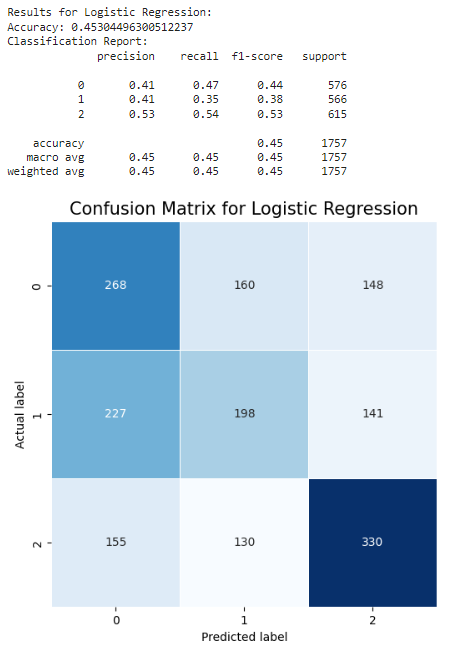 Results for Logistic Regression:
Accuracy: 0.45304496300512237
Classification Report:
precision recall f1-score support
0 0.41 0.47 0.44 576
1 0.41 0.35 0.38 566
2 0.53 0.54 0.53 615
accuracy 0.45 1757
macro avg 0.45 0.45 0.45 1757
weighted avg 0.45 0.45 0.45 1757
Confusion Matrix for Logistic Regression
0 268 160 148
Actual label
1 227 198 141
2 155 130 330
0 1 2
Predicted label